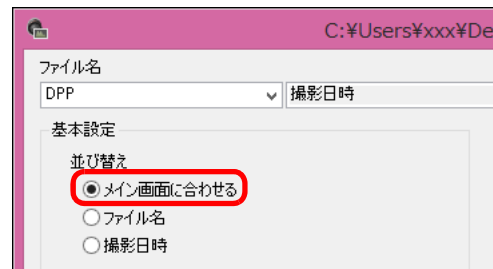 C:¥Users¥xxx¥De
ファイル名
DPP 撮影日時
基本設定
並び替え
メイン画面に合わせる
ファイル名
撮影日時